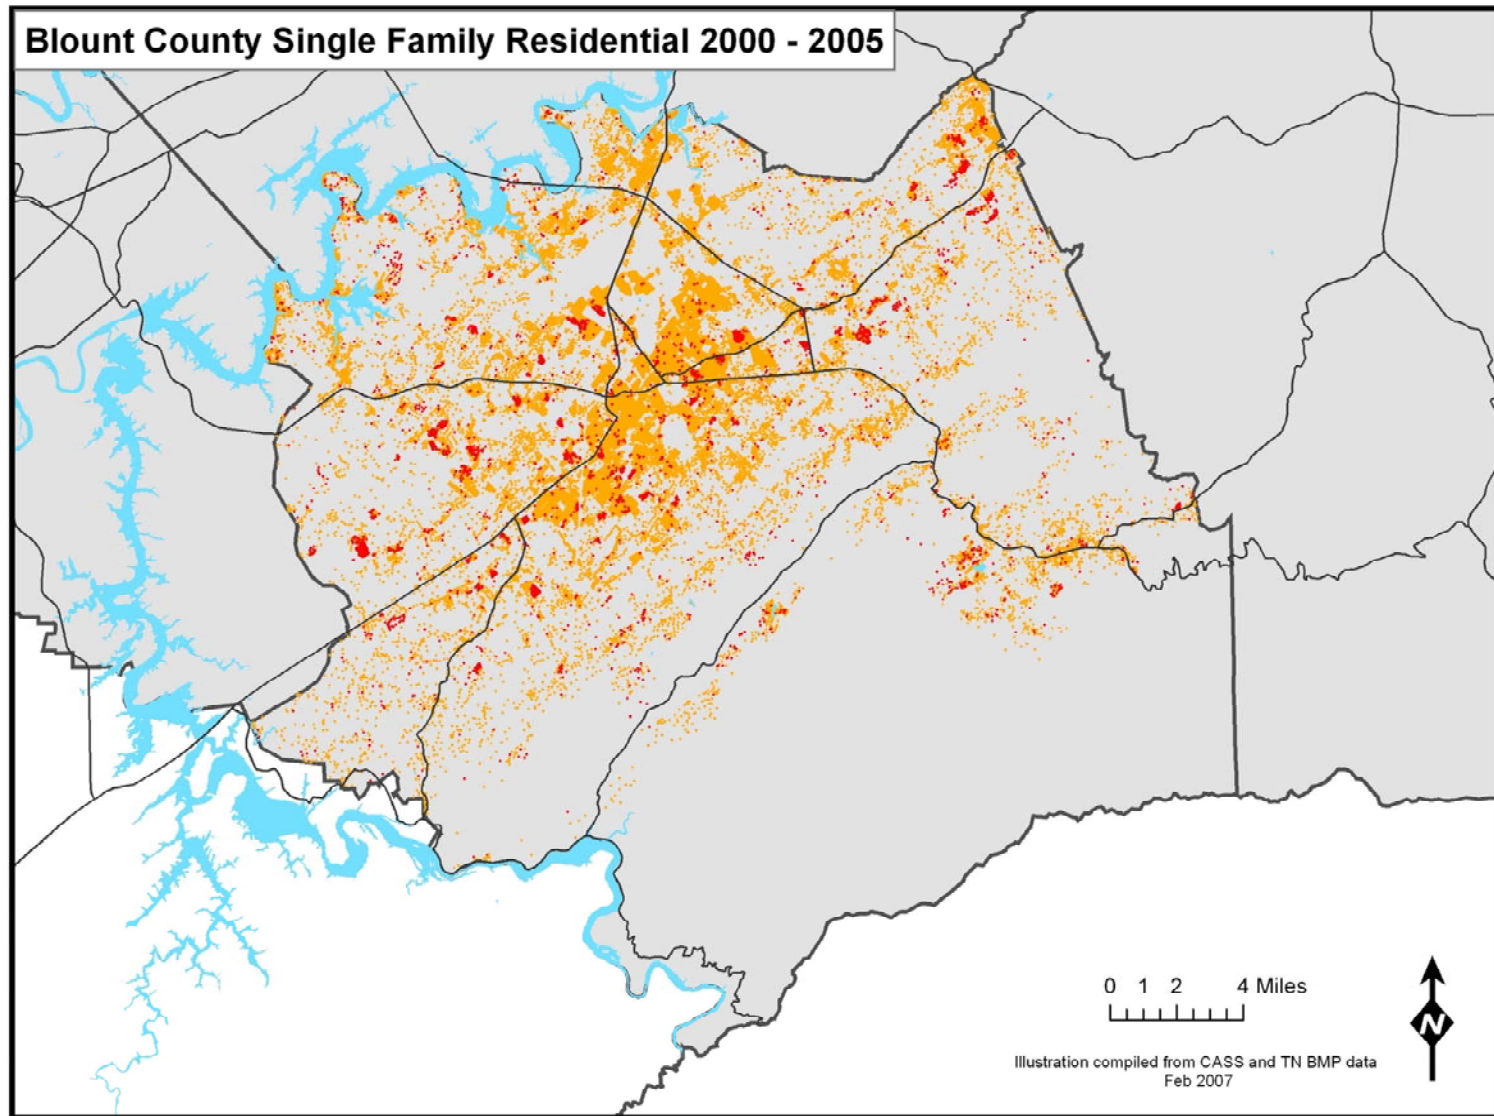 Blount County Single Family Residential 2000 - 2005
0 1 2 4 Miles
N
Illustration compiled from CASS and TN BMP data
Feb 2007